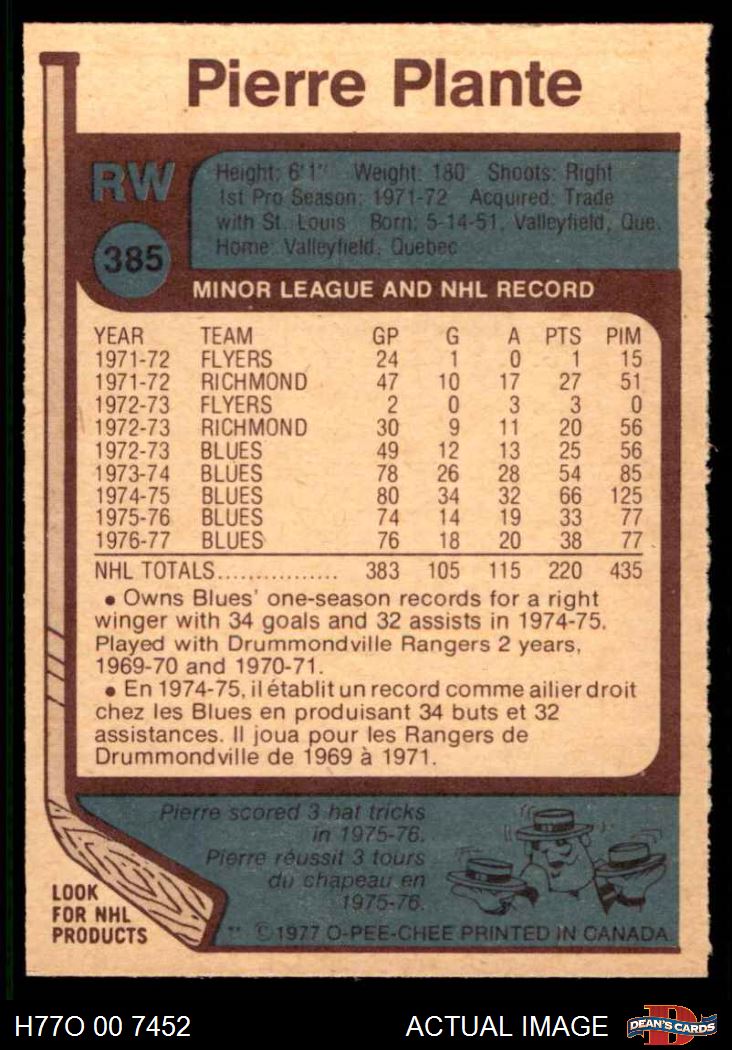 Pierre Plante
RW
385
Height: 6'1" Weight: 180 Shoots: Right
1st Pro Season: 1971-72 Acquired: Trade
with St. Louis Born: 5-14-51, Valleyfield, Que.
Home: Valleyfield, Quebec
MINOR LEAGUE AND NHL RECORD
YEAR TEAM GP G A PTS PIM
1971-72 FLYERS 24 1 0 1 15
1971-72 RICHMOND 47 10 17 27 51
1972-73 FLYERS 2 0 3 3 0
1972-73 RICHMOND 30 9 11 20 56
1972-73 BLUES 49 12 13 25 56
1973-74 BLUES 78 26 28 54 85
1974-75 BLUES 80 34 32 66 125
1975-76 BLUES 74 14 19 33 77
1976-77 BLUES 76 18 20 38 77
NHL TOTALS................ 383 105 115 220 435
• Owns Blues' one-season records for a right
winger with 34 goals and 32 assists in 1974-75.
Played with Drummondville Rangers 2 years,
1969-70 and 1970-71.
• En 1974-75, il établit un record comme ailier droit
chez les Blues en produisant 34 buts et 32
assistances. Il joua pour les Rangers de
Drummondville de 1969 à 1971.
Pierre scored 3 hat tricks
in 1975-76.
Pierre réussit 3 tours
du chapeau en
1975-76.
LOOK
FOR NHL
PRODUCTS
** ©1977 O-PEE-CHEE PRINTED IN CANADA
H77O 00 7452 ACTUAL IMAGE
D
DEAN'S CARDS